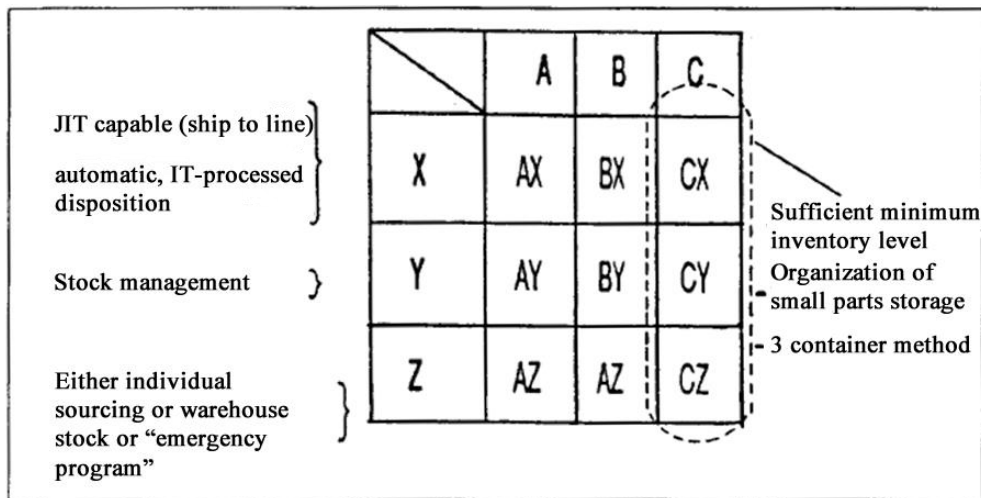 A B C
JIT capable (ship to line)
automatic, IT-processed
disposition
X AX BX CX
Sufficient minimum
inventory level
Stock management
Y AY BY CY
Organization of
small parts storage
3 container method
Either individual
sourcing or warehouse
stock or “emergency
program”
Z AZ AZ CZ